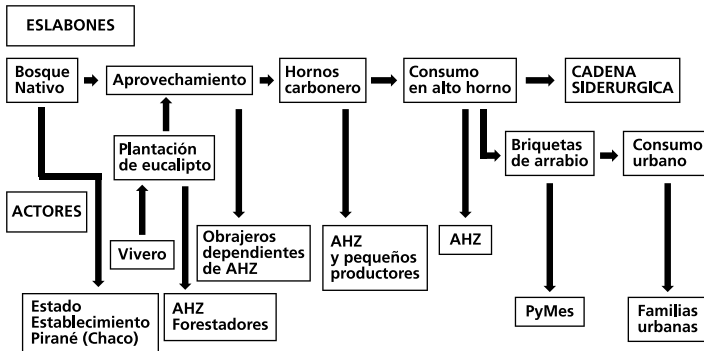 ESLABONES
Bosque
Nativo
Aprovechamiento
Hornos
carbonero
Consumo
en alto horno
CADENA
SIDERURGICA
Plantación
de eucalipto
Briquetas
de arrabio
Consumo
urbano
ACTORES
Vivero
Obrajeros
dependientes
de AHZ
AHZ
y pequeños
productores
AHZ
Estado
Establecimiento
Pirané (Chaco)
AHZ
Forestadores
PyMes
Familias
urbanas